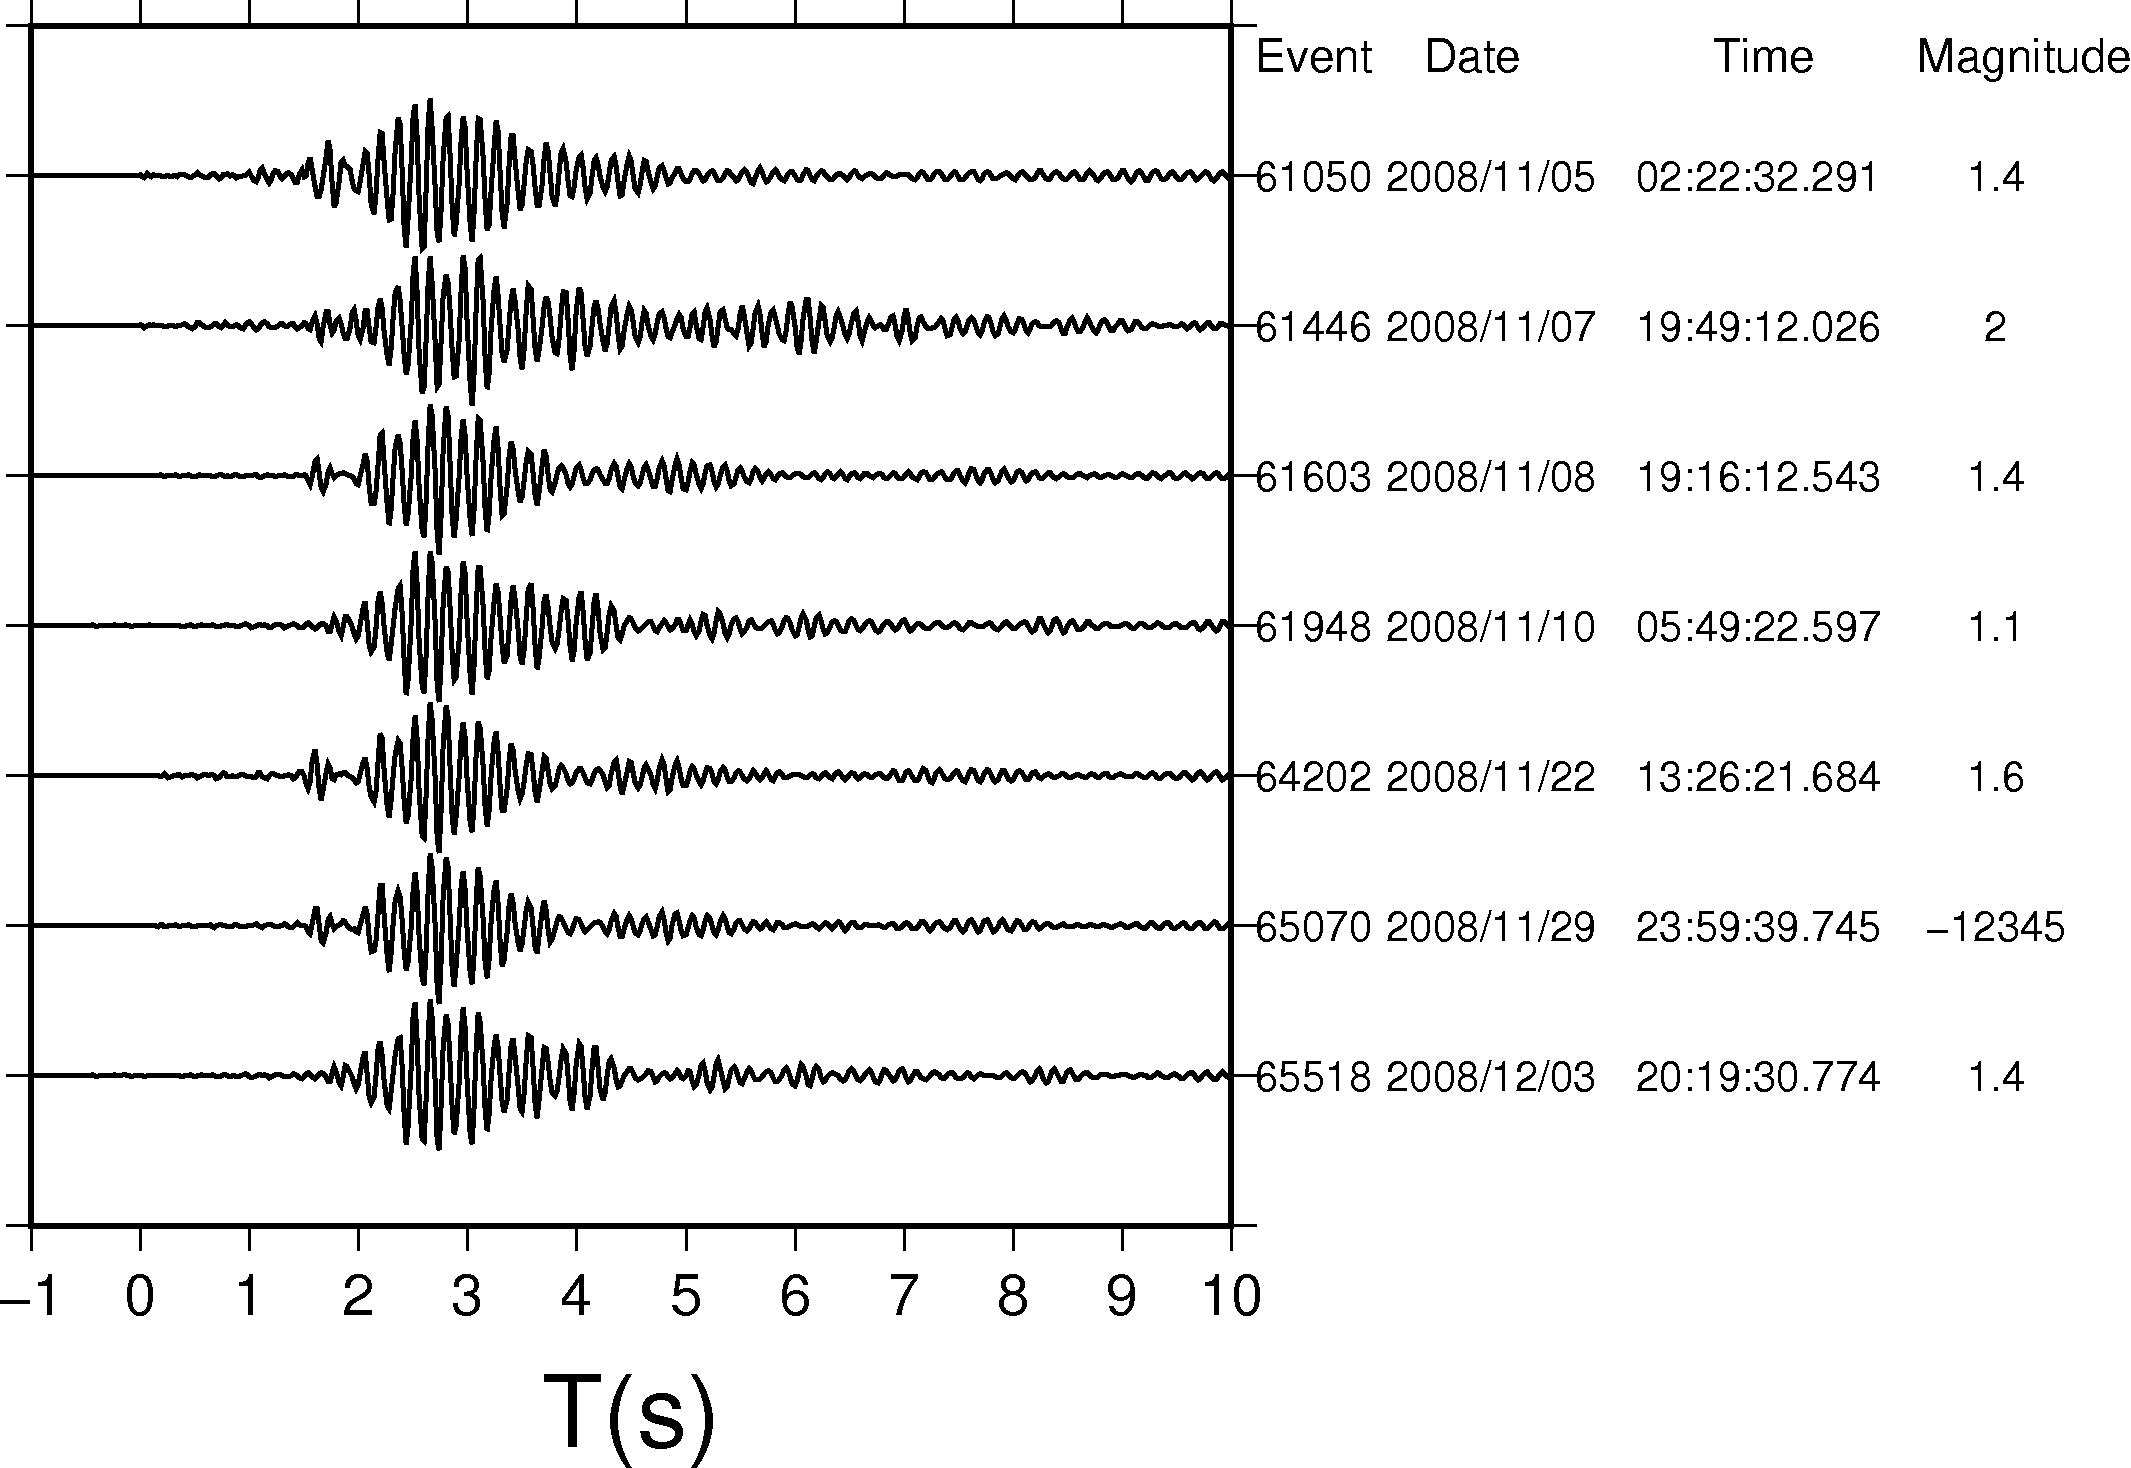 Event Date Time Magnitude
61050 2008/11/05 02:22:32.291 1.4
61446 2008/11/07 19:49:12.026 2
61603 2008/11/08 19:16:12.543 1.4
61948 2008/11/10 05:49:22.597 1.1
64202 2008/11/22 13:26:21.684 1.6
65070 2008/11/29 23:59:39.745 −12345
65518 2008/12/03 20:19:30.774 1.4
−1 0 1 2 3 4 5 6 7 8 9 10
T(s)